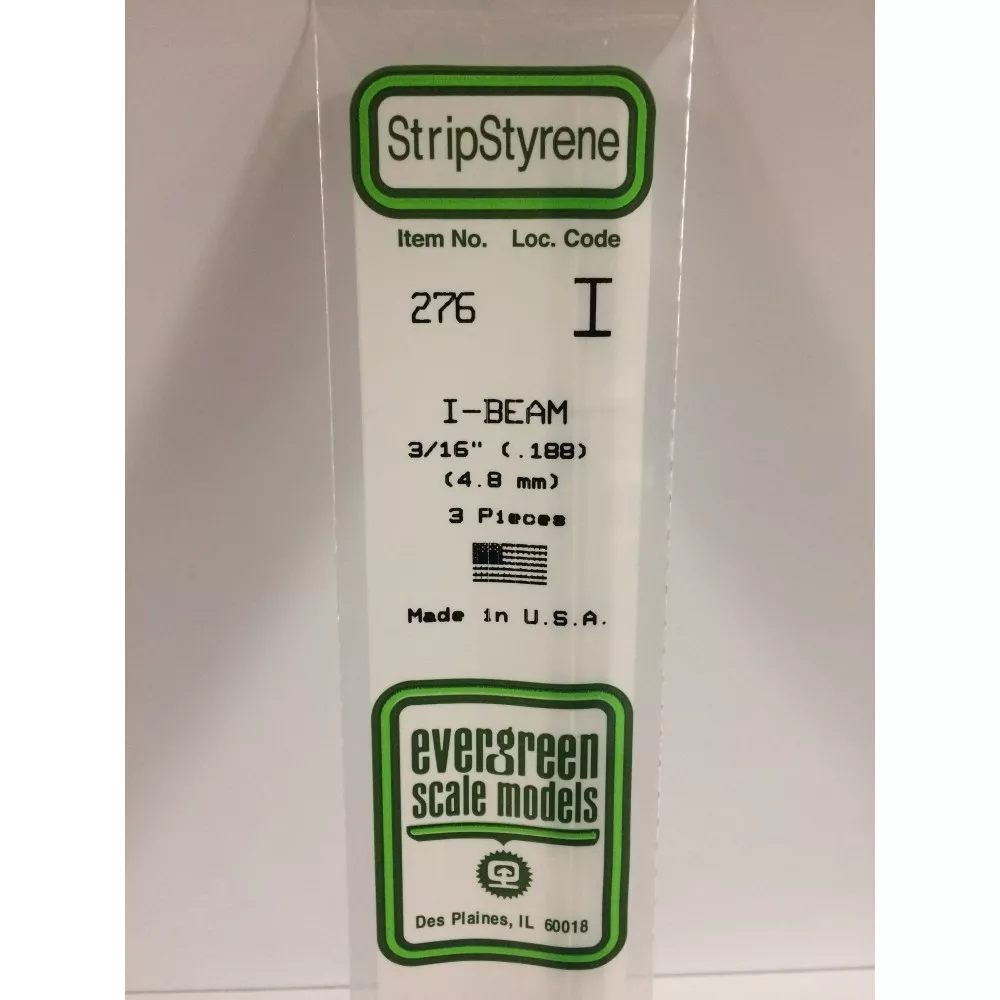 StripStyrene
Item No. Loc. Code
276 I
I-BEAM
3/16" (.188)
(4.8 mm)
3 Pieces
Made in U.S.A.
evergreen
scale models
Des Plaines, IL 60018